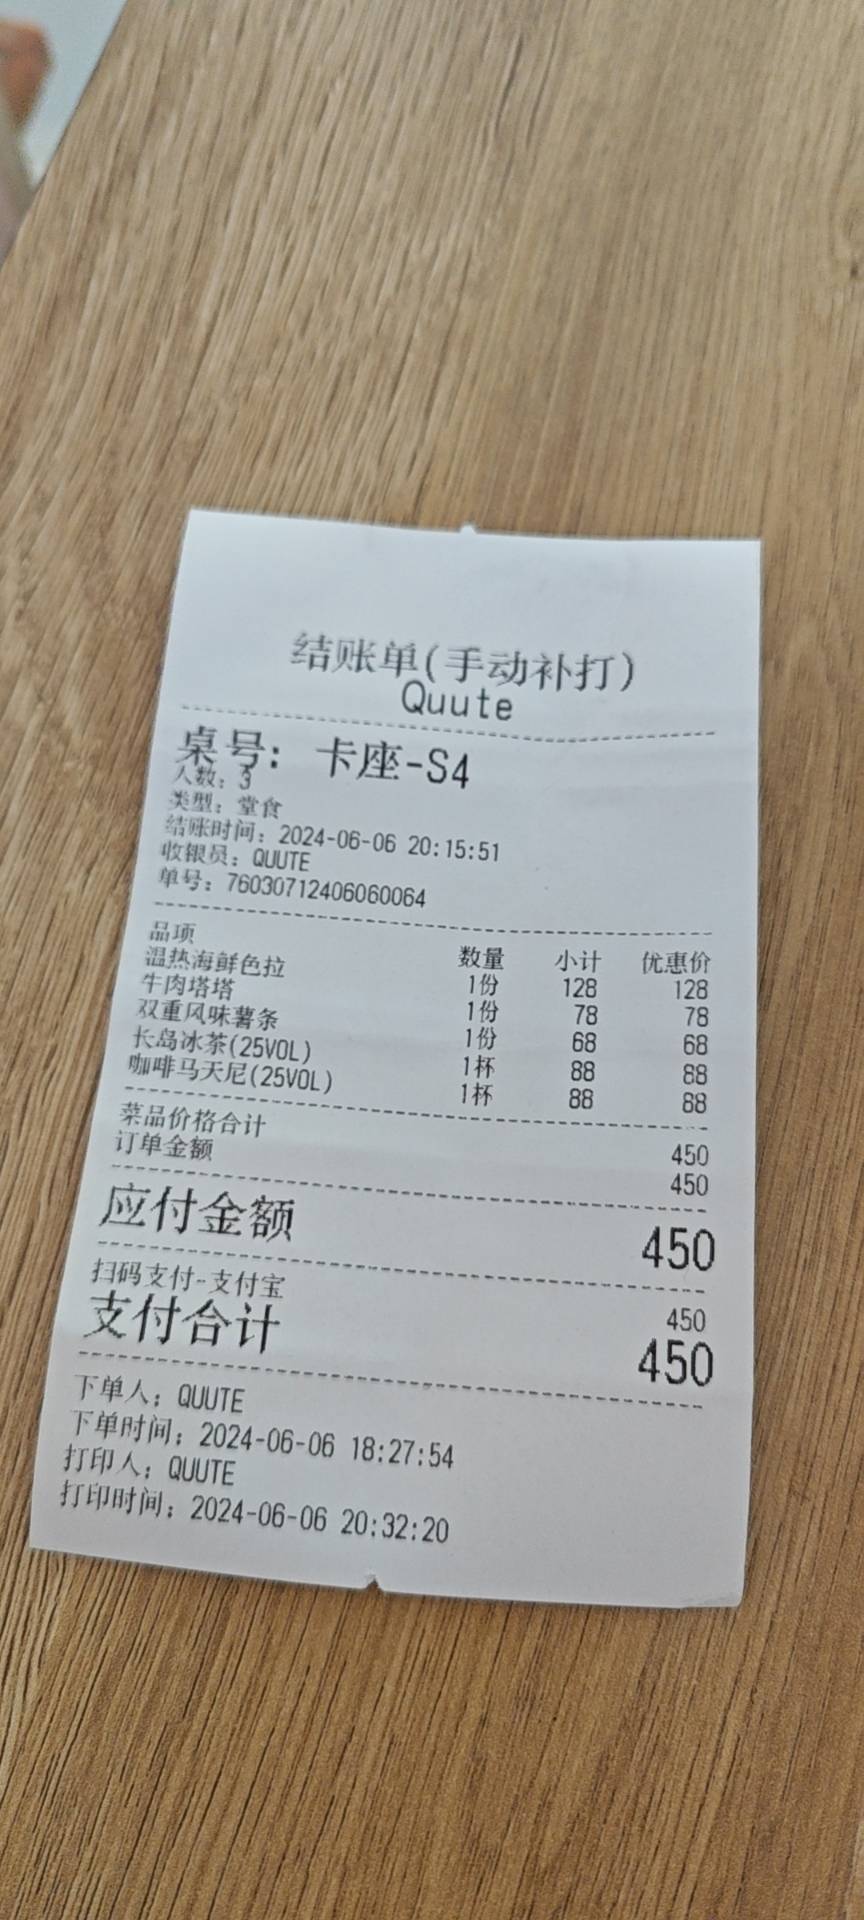 结账单(手动补打)
Quute
桌号: 卡座-S4
人数: 3
类型: 堂食
结账时间: 2024-06-06 20:15:51
收银员: QUUTE
单号: 76030712406060064
品项 数量 小计 优惠价
温热海鲜色拉 1份 128 128
牛肉塔塔 1份 78 78
双重风味薯条 1份 68 68
长岛冰茶(25VOL) 1杯 88 88
咖啡马天尼(25VOL) 1杯 88 88
菜品价格合计 450
订单金额 450
应付金额 450
扫码支付-支付宝 450
支付合计 450
下单人: QUUTE
下单时间: 2024-06-06 18:27:54
打印人: QUUTE
打印时间: 2024-06-06 20:32:20